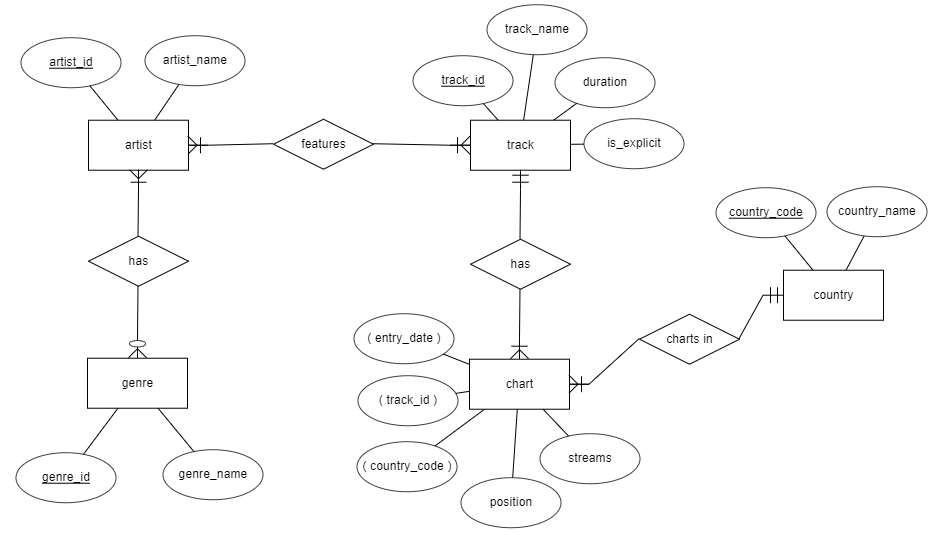 track_name
artist_id
artist_name
track_id
duration
artist
features
track
is_explicit
country_code
country_name
has
has
country
( entry_date )
charts in
genre
chart
( track_id )
genre_id
genre_name
( country_code )
streams
position